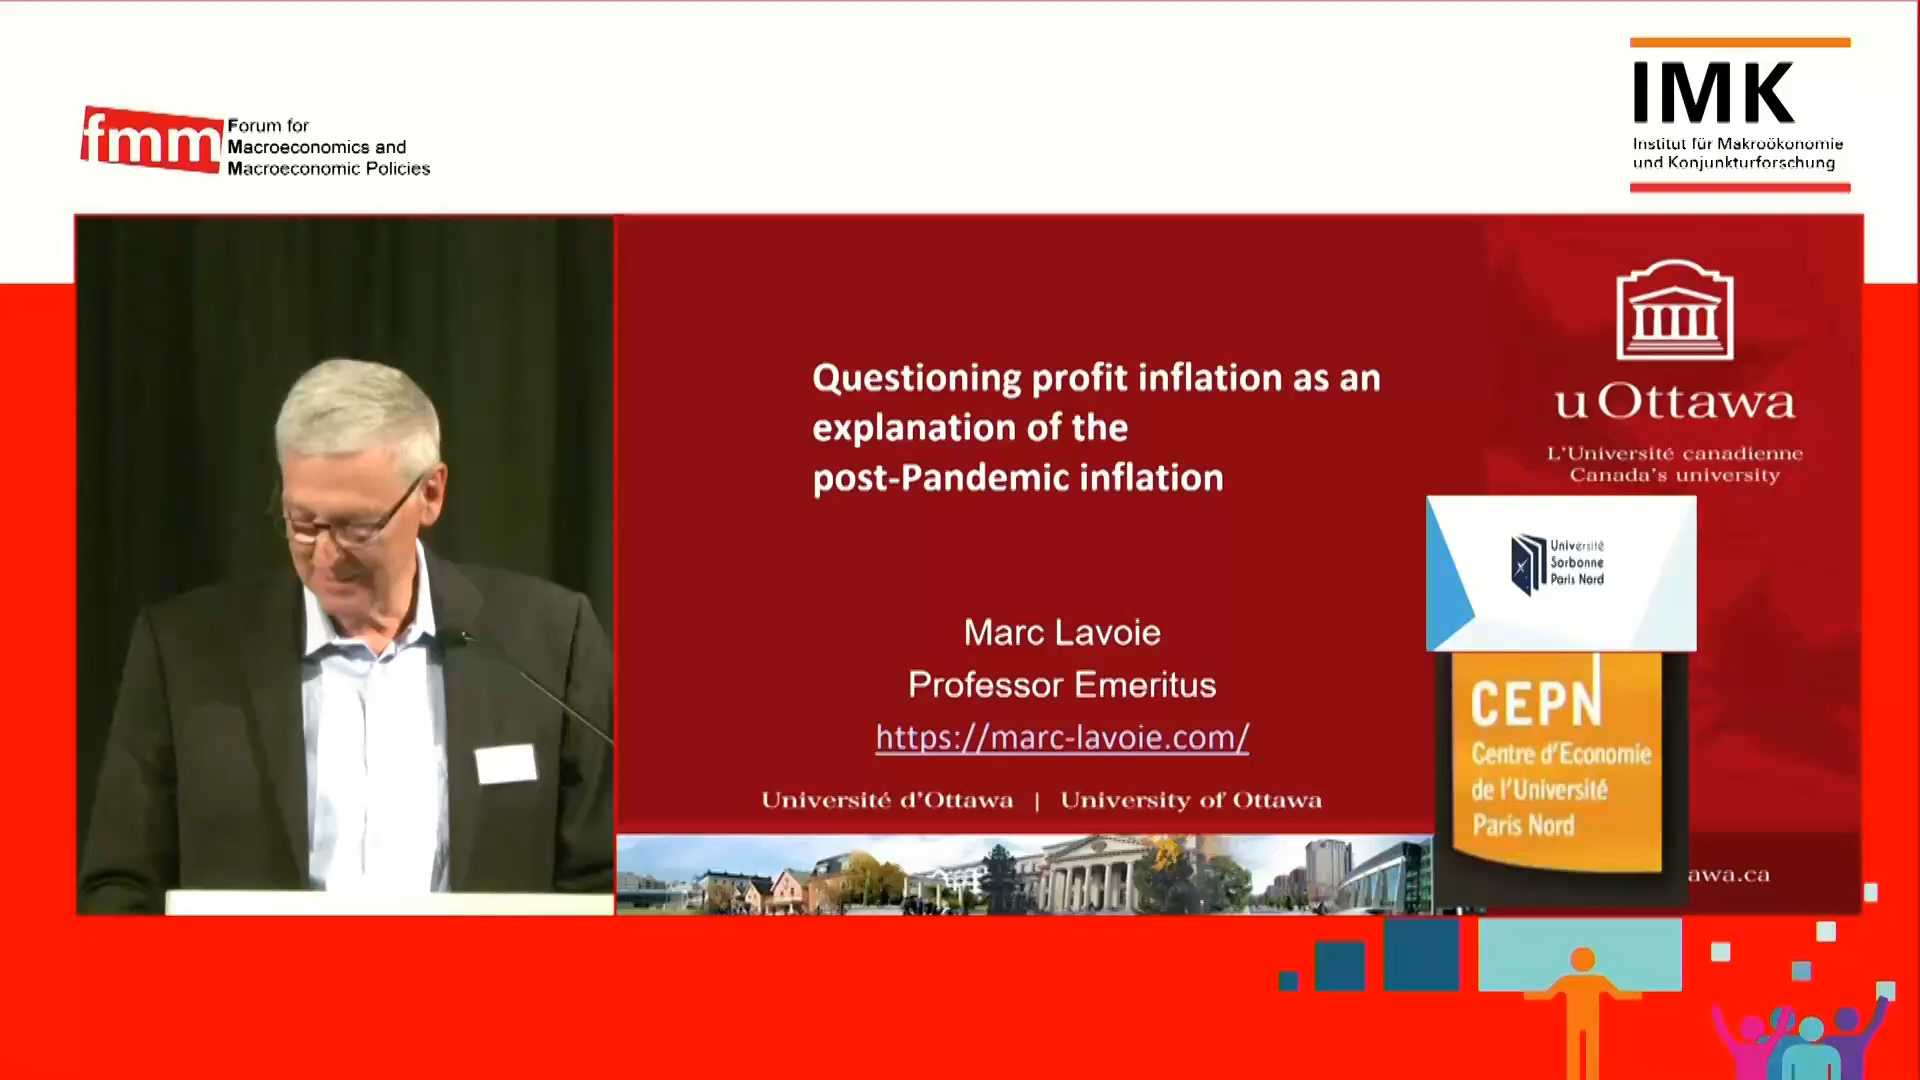 fmm
Forum for
Macroeconomics and
Macroeconomic Policies
IMK
Institut für Makroökonomie
und Konjunkturforschung
Questioning profit inflation as an
explanation of the
post-Pandemic inflation
Marc Lavoie
Professor Emeritus
https://marc-lavoie.com/
Université d'Ottawa | University of Ottawa
uOttawa
L'Université canadienne
Canada's university
Université
Sorbonne
Paris Nord
CEPN
Centre d'Economie
de l'Université
Paris Nord
awa.ca